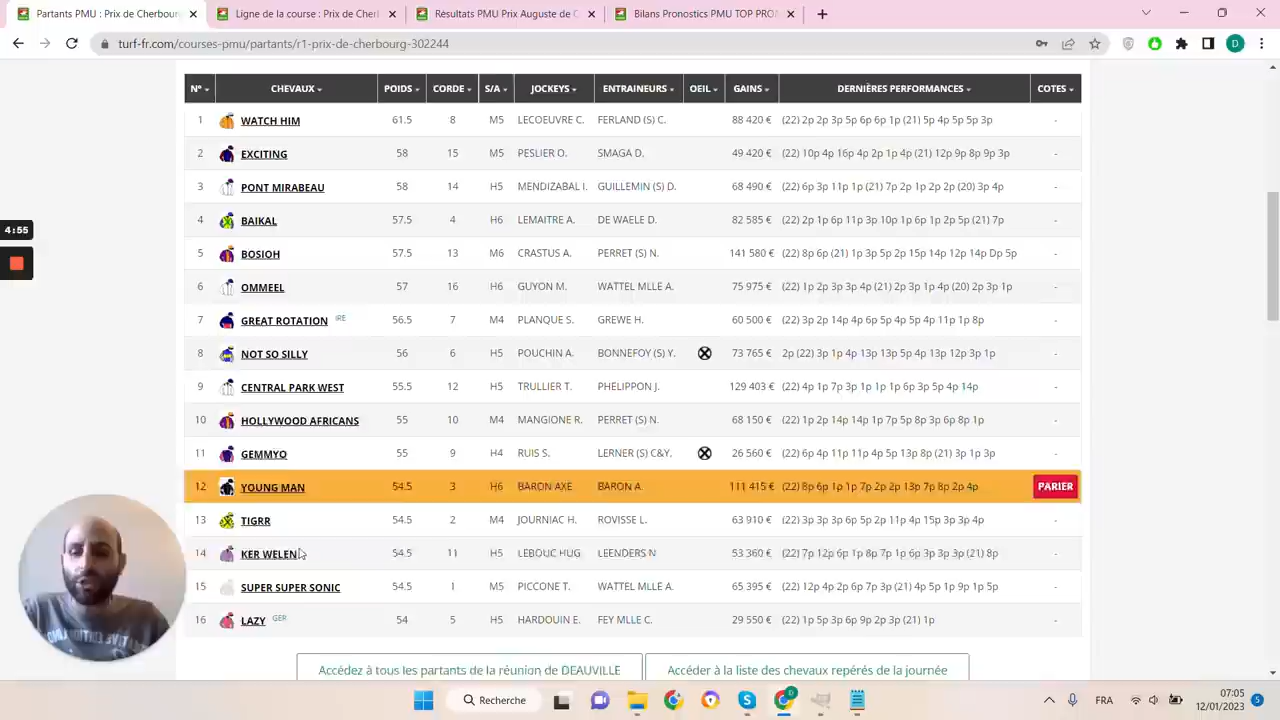 Partants PMU : Prix de Cherbou
Ligne de la course : Prix de Cher
Résultats PMU Prix Auguste de C
Bilans Pronostics PMU TOP PROA
turf-fr.com/courses-pmu/partants/r1-prix-de-cherbourg-302244
N° CHEVAUX POIDS CORDE S/A JOCKEYS ENTRAINEURS OEIL GAINS DERNIÈRES PERFORMANCES COTES
1 WATCH HIM 61.5 8 M5 LECOEUVRE C. FERLAND (S) C. 88 420 € (22) 2p 2p 3p 5p 6p 6p 1p (21) 5p 4p 5p 5p 3p -
2 EXCITING 58 15 M5 PESLIER O. SMAGA D. 49 420 € (22) 10p 4p 16p 4p 2p 1p 4p (21) 12p 9p 8p 9p 3p -
3 PONT MIRABEAU 58 14 H5 MENDIZABAL I. GUILLEMIN (S) D. 68 490 € (22) 6p 3p 11p 1p (21) 7p 2p 1p 2p 2p (20) 3p 4p -
4 BAIKAL 57.5 4 H6 LEMAITRE A. DE WAELE D. 82 585 € (22) 2p 1p 6p 11p 3p 10p 1p 6p 1p 2p 5p (21) 7p -
4:55
5 BOSIOH 57.5 13 M6 CRASTUS A. PERRET (S) N. 141 580 € (22) 8p 6p (21) 1p 3p 5p 2p 15p 14p 12p 14p Dp 5p -
6 OMMEEL 57 16 H6 GUYON M. WATTEL MLLE A. 75 975 € (22) 1p 2p 3p 3p 4p (21) 2p 3p 1p 4p (20) 2p 3p 1p -
7 GREAT ROTATION IRE 56.5 7 M4 PLANQUE S. GREWE H. 60 500 € (22) 3p 2p 14p 4p 6p 5p 4p 5p 4p 11p 1p 8p -
8 NOT SO SILLY 56 6 H5 POUCHIN A. BONNEFOY (S) Y. 73 765 € 2p (22) 3p 1p 4p 13p 13p 5p 4p 13p 12p 3p 1p -
9 CENTRAL PARK WEST 55.5 12 H5 TRULLIER T. PHELIPPON J. 129 403 € (22) 4p 1p 7p 3p 1p 1p 1p 6p 3p 5p 4p 14p -
10 HOLLYWOOD AFRICANS 55 10 M4 MANGIONE R. PERRET (S) N. 68 150 € (22) 1p 2p 14p 14p 1p 7p 5p 8p 3p 6p 8p 1p -
11 GEMMYO 55 9 H4 RUIS S. LERNER (S) C&Y. 26 560 € (22) 6p 4p 11p 11p 4p 5p 13p 8p (21) 3p 1p 3p -
12 YOUNG MAN 54.5 3 H6 BARON AXE BARON A. 111 415 € (22) 8p 6p 1p 1p 7p 2p 2p 13p 7p 8p 2p 4p PARIER
13 TIGRR 54.5 2 M4 JOURNIAC H. ROVISSE L. 63 910 € (22) 3p 3p 3p 6p 5p 2p 11p 4p 15p 3p 3p 4p -
14 KER WELEN 54.5 11 H5 LEBOUC HUG. LEENDERS N 53 360 € (22) 7p 12p 6p 1p 8p 7p 1p 6p 3p 3p 3p (21) 8p -
15 SUPER SUPER SONIC 54.5 1 M5 PICCONE T. WATTEL MLLE A. 65 395 € (22) 12p 4p 2p 6p 7p 3p (21) 4p 5p 1p 9p 1p 5p -
16 LAZY GER 54 5 H5 HARDOUIN E. FEY MLLE C. 29 550 € (22) 1p 5p 3p 6p 9p 2p 3p (21) 1p -
Accédez à tous les partants de la réunion de DEAUVILLE
Accéder à la liste des chevaux repérés de la journée
Recherche
FRA
07:05
12/01/2023
5